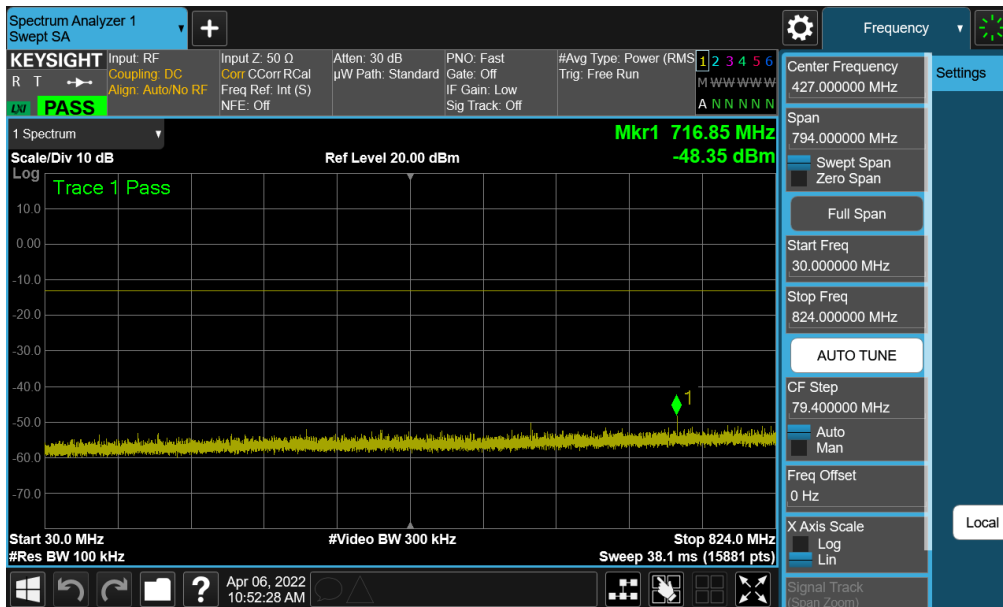 Spectrum Analyzer 1
Swept SA
+
Frequency
KEYSIGHT
R T
LXI PASS
Input: RF
Coupling: DC
Align: Auto/No RF
Input Z: 50 Ω
Corr CCorr RCal
Freq Ref: Int (S)
NFE: Off
Atten: 30 dB
µW Path: Standard
PNO: Fast
Gate: Off
IF Gain: Low
Sig Track: Off
#Avg Type: Power (RMS
Trig: Free Run
1 2 3 4 5 6
M W W W W W
A N N N N N
1 Spectrum
Mkr1 716.85 MHz
-48.35 dBm
Scale/Div 10 dB
Ref Level 20.00 dBm
Log
Trace 1 Pass
10.0
0.00
-10.0
-20.0
-30.0
-40.0
-50.0
-60.0
-70.0
1
Start 30.0 MHz
#Res BW 100 kHz
#Video BW 300 kHz
Stop 824.0 MHz
Sweep 38.1 ms (15881 pts)
?
Apr 06, 2022
10:52:28 AM
Center Frequency
427.000000 MHz
Span
794.000000 MHz
Swept Span
Zero Span
Full Span
Start Freq
30.000000 MHz
Stop Freq
824.000000 MHz
AUTO TUNE
CF Step
79.400000 MHz
Auto
Man
Freq Offset
0 Hz
X Axis Scale
Log
Lin
Signal Track
(Span Zoom)
Settings
Local